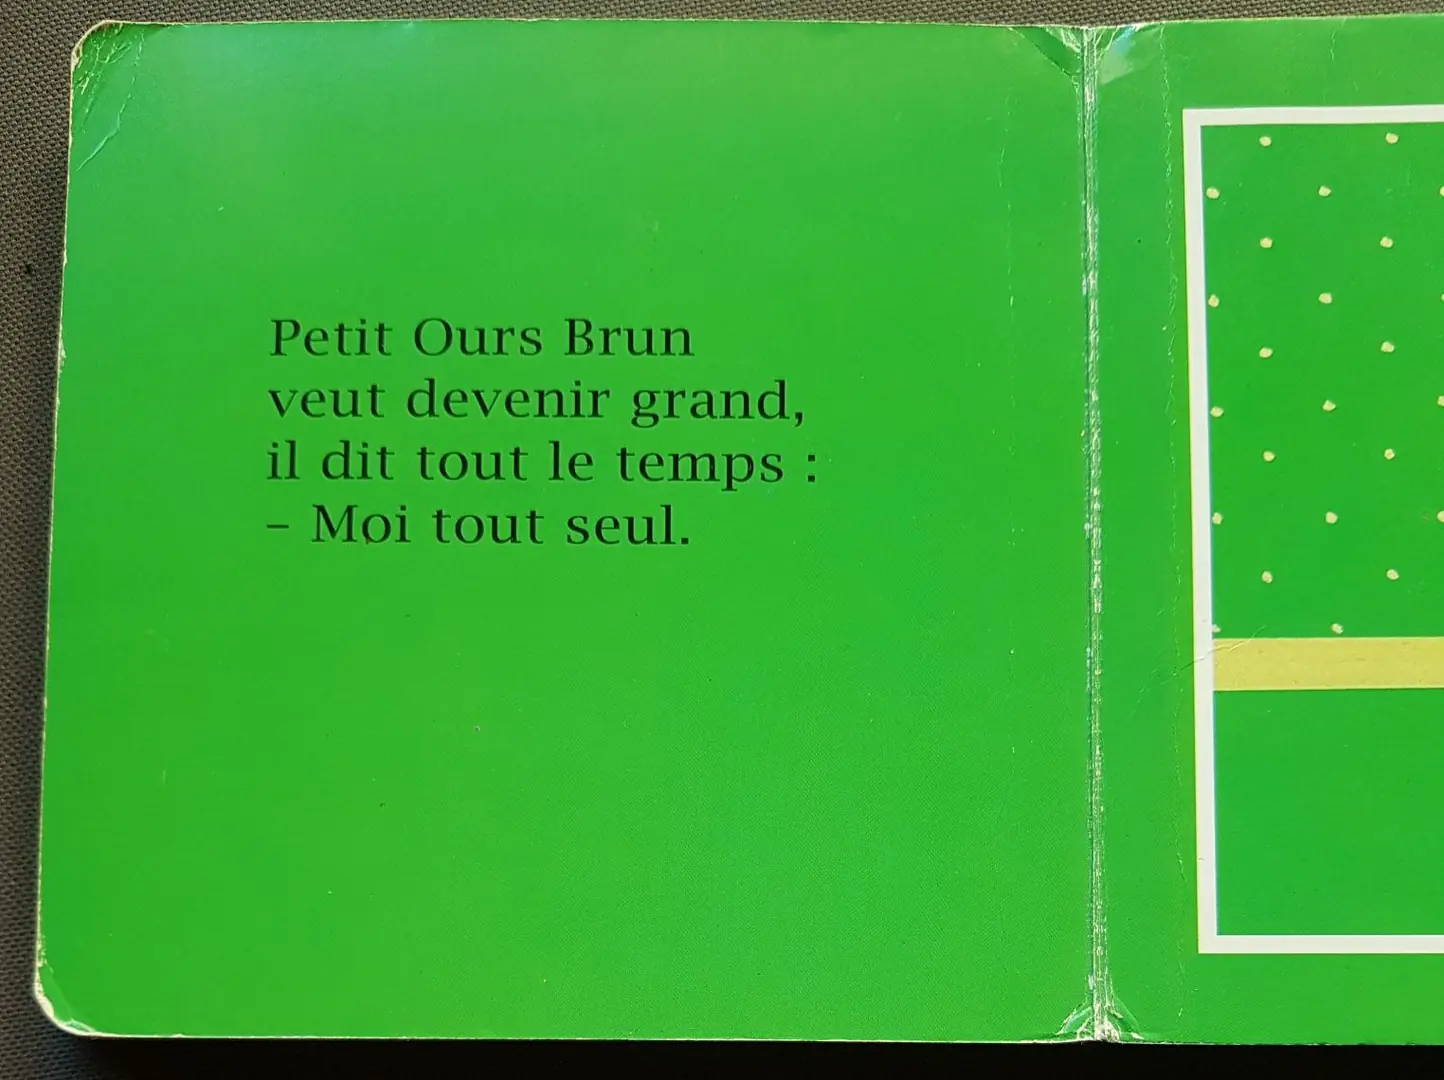 Petit Ours Brun
veut devenir grand,
il dit tout le temps :
– Moi tout seul.